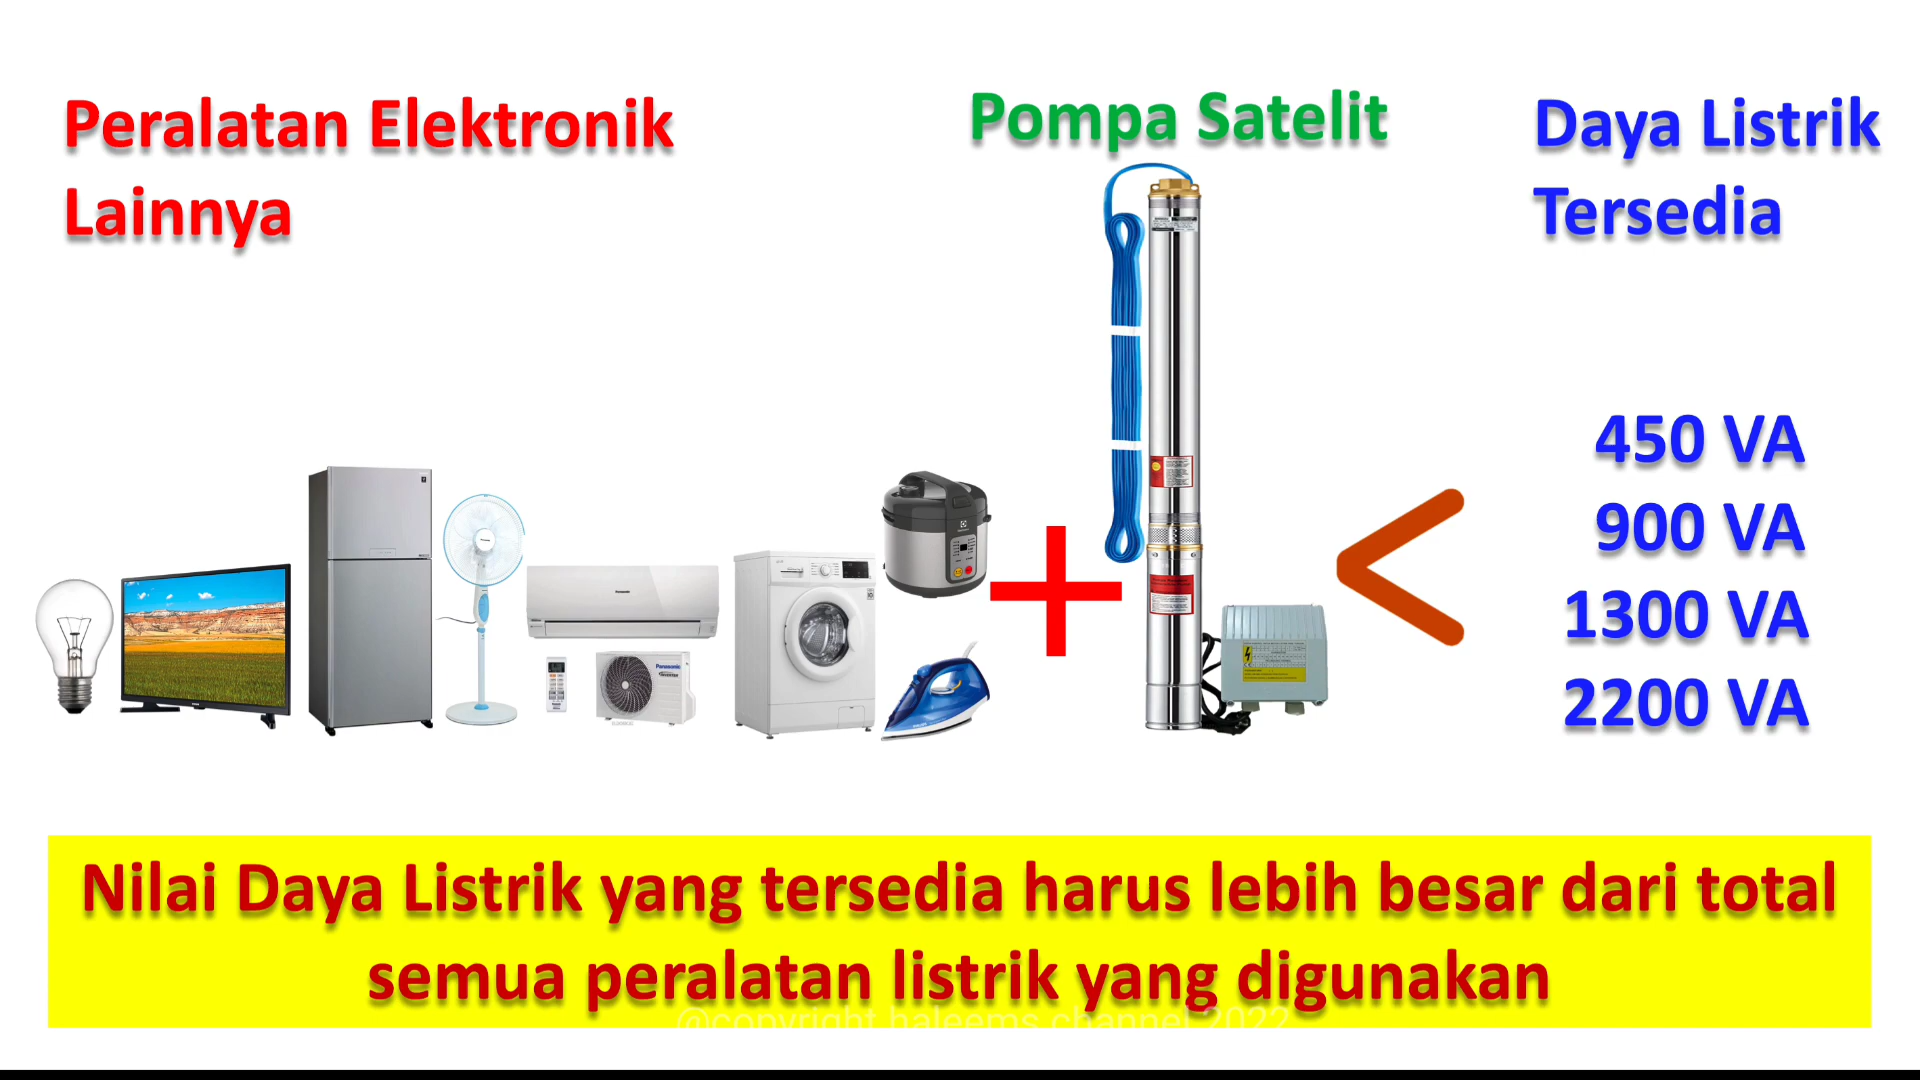 Peralatan Elektronik
Lainnya
Pompa Satelit
Daya Listrik
Tersedia
450 VA
900 VA
1300 VA
2200 VA
Panasonic
Nilai Daya Listrik yang tersedia harus lebih besar dari total
semua peralatan listrik yang digunakan
@copyright haleems channel 2022